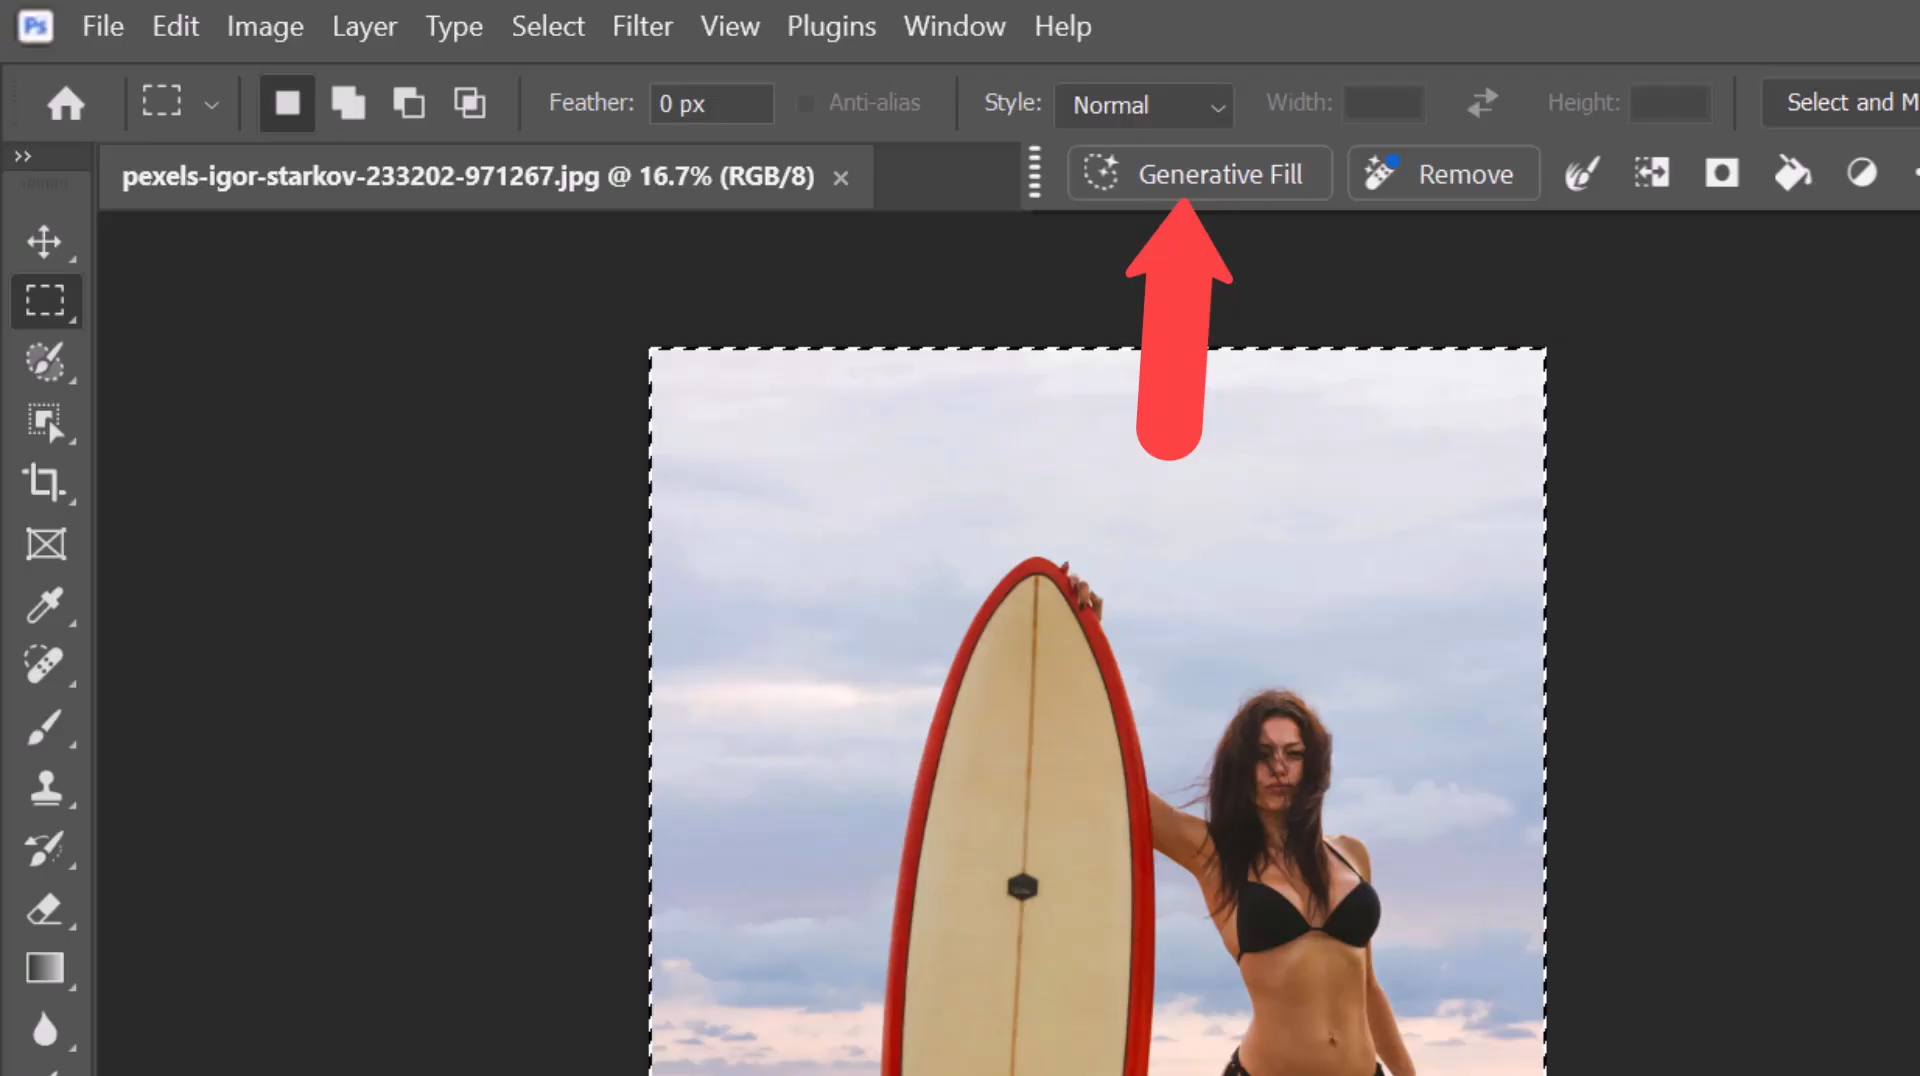 Ps File Edit Image Layer Type Select Filter View Plugins Window Help
Feather: 0 px Anti-alias Style: Normal Width: Height: Select and M
pexels-igor-starkov-233202-971267.jpg @ 16.7% (RGB/8) × Generative Fill Remove